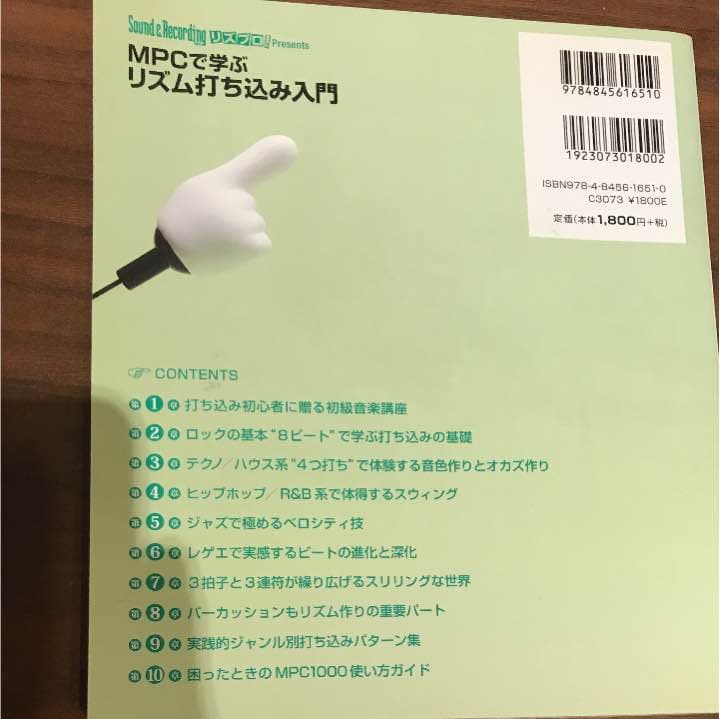 Sound & Recording リズプロ! Presents
MPCで学ぶ
リズム打ち込み入門
9784845616510
1923073018002
ISBN978-4-8456-1651-0
C3073 ¥1800E
定価(本体1,800円+税)
CONTENTS
第1章 打ち込み初心者に贈る初級音楽講座
第2章 ロックの基本“8ビート”で学ぶ打ち込みの基礎
第3章 テクノ／ハウス系“4つ打ち”で体験する音色作りとオカズ作り
第4章 ヒップホップ／R&B系で体得するスウィング
第5章 ジャズで極めるベロシティ技
第6章 レゲエで実感するビートの進化と深化
第7章 3拍子と3連符が繰り広げるスリリングな世界
第8章 パーカッションもリズム作りの重要パート
第9章 実践的ジャンル別打ち込みパターン集
第10章 困ったときのMPC1000使い方ガイド